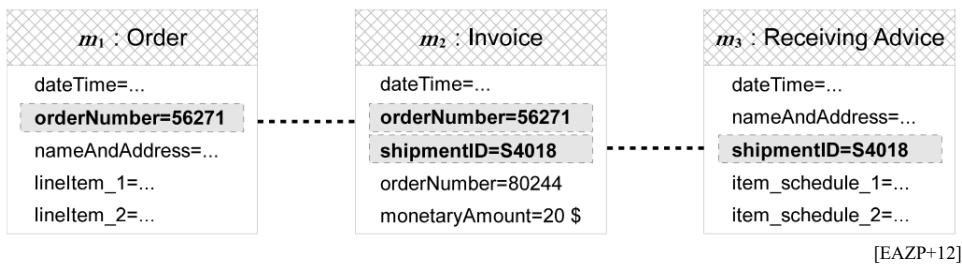 m₁ : Order
dateTime=...
orderNumber=56271
nameAndAddress=...
lineItem_1=...
lineItem_2=...
m₂ : Invoice
dateTime=...
orderNumber=56271
shipmentID=S4018
orderNumber=80244
monetaryAmount=20 $
m₃ : Receiving Advice
dateTime=...
nameAndAddress=...
shipmentID=S4018
item_schedule_1=...
item_schedule_2=...
[EAZP+12]